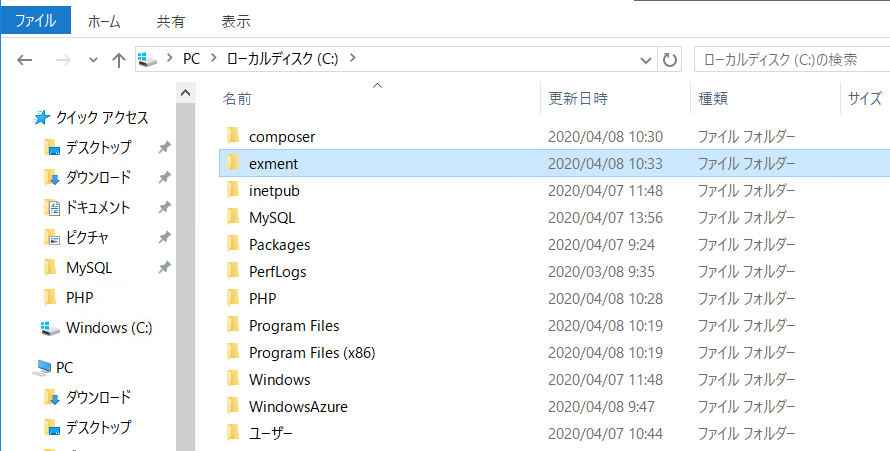 ファイル ホーム 共有 表示
PC ローカルディスク (C:) ローカルディスク (C:)の検索
名前 更新日時 種類 サイズ
クイック アクセス
デスクトップ
ダウンロード
ドキュメント
ピクチャ
MySQL
PHP
Windows (C:)
PC
ダウンロード
デスクトップ
composer 2020/04/08 10:30 ファイル フォルダー
exment 2020/04/08 10:33 ファイル フォルダー
inetpub 2020/04/07 11:48 ファイル フォルダー
MySQL 2020/04/07 13:56 ファイル フォルダー
Packages 2020/04/07 9:24 ファイル フォルダー
PerfLogs 2020/03/08 9:35 ファイル フォルダー
PHP 2020/04/08 10:28 ファイル フォルダー
Program Files 2020/04/08 10:19 ファイル フォルダー
Program Files (x86) 2020/04/08 10:19 ファイル フォルダー
Windows 2020/04/07 11:48 ファイル フォルダー
WindowsAzure 2020/04/08 9:47 ファイル フォルダー
ユーザー 2020/04/07 10:44 ファイル フォルダー